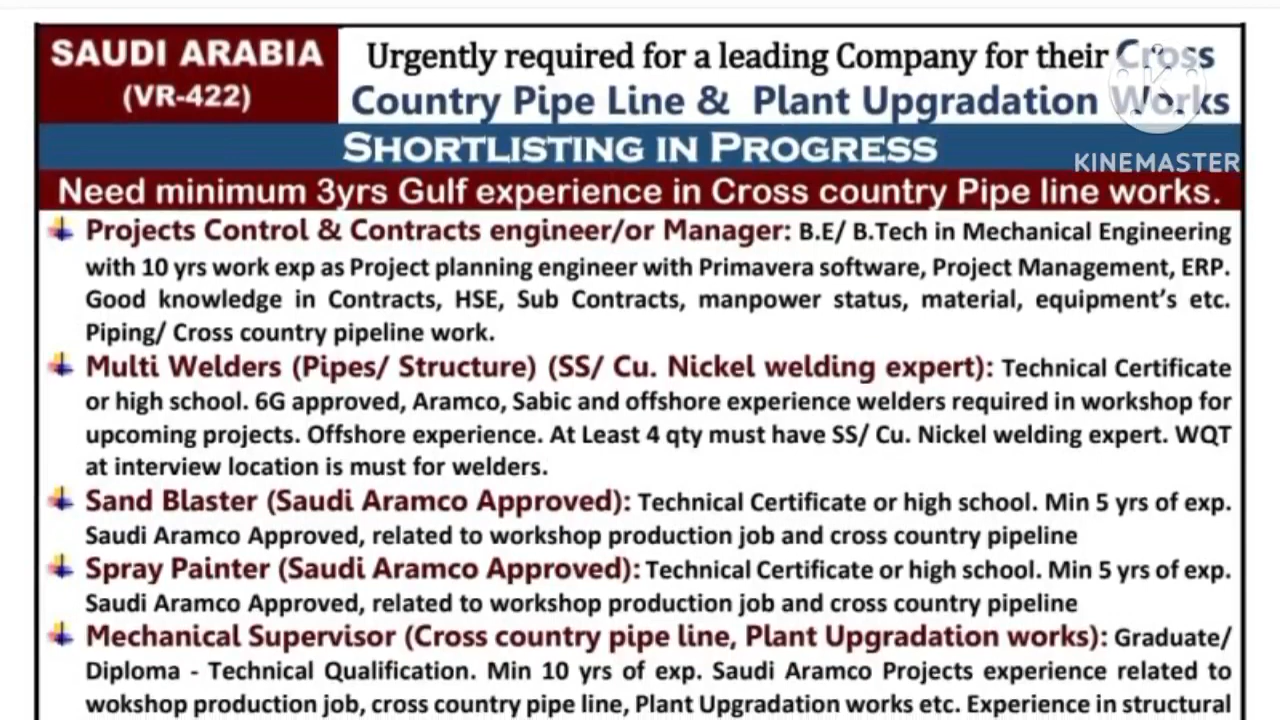 SAUDI ARABIA
(VR-422)
Urgently required for a leading Company for their Cross
Country Pipe Line & Plant Upgradation Works
SHORTLISTING IN PROGRESS
KINEMASTER
Need minimum 3yrs Gulf experience in Cross country Pipe line works.
Projects Control & Contracts engineer/or Manager: B.E/ B.Tech in Mechanical Engineering
with 10 yrs work exp as Project planning engineer with Primavera software, Project Management, ERP.
Good knowledge in Contracts, HSE, Sub Contracts, manpower status, material, equipment's etc.
Piping/ Cross country pipeline work.
Multi Welders (Pipes/ Structure) (SS/ Cu. Nickel welding expert): Technical Certificate
or high school. 6G approved, Aramco, Sabic and offshore experience welders required in workshop for
upcoming projects. Offshore experience. At Least 4 qty must have SS/ Cu. Nickel welding expert. WQT
at interview location is must for welders.
Sand Blaster (Saudi Aramco Approved): Technical Certificate or high school. Min 5 yrs of exp.
Saudi Aramco Approved, related to workshop production job and cross country pipeline
Spray Painter (Saudi Aramco Approved): Technical Certificate or high school. Min 5 yrs of exp.
Saudi Aramco Approved, related to workshop production job and cross country pipeline
Mechanical Supervisor (Cross country pipe line, Plant Upgradation works): Graduate/
Diploma - Technical Qualification. Min 10 yrs of exp. Saudi Aramco Projects experience related to
wokshop production job, cross country pipe line, Plant Upgradation works etc. Experience in structural